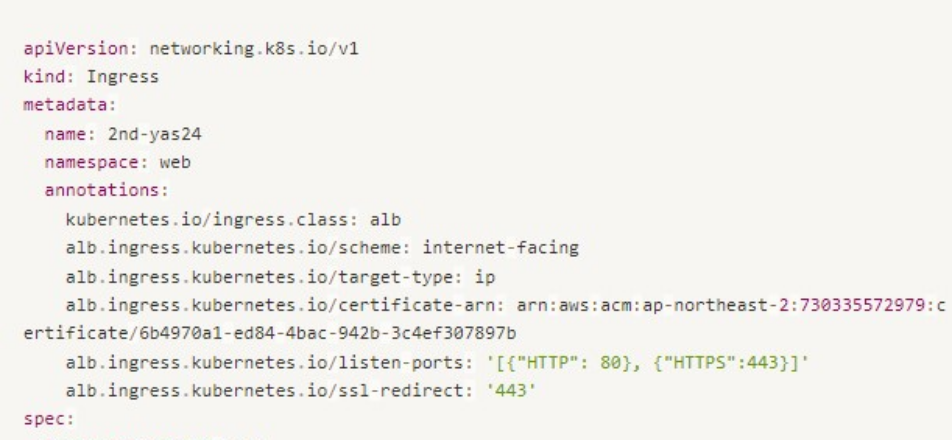 apiVersion: networking.k8s.io/v1
kind: Ingress
metadata:
  name: 2nd-yas24
  namespace: web
  annotations:
    kubernetes.io/ingress.class: alb
    alb.ingress.kubernetes.io/scheme: internet-facing
    alb.ingress.kubernetes.io/target-type: ip
    alb.ingress.kubernetes.io/certificate-arn: arn:aws:acm:ap-northeast-2:730335572979:c
ertificate/6b4970a1-ed84-4bac-942b-3c4ef307897b
    alb.ingress.kubernetes.io/listen-ports: '[{"HTTP": 80}, {"HTTPS":443}]'
    alb.ingress.kubernetes.io/ssl-redirect: '443'
spec: